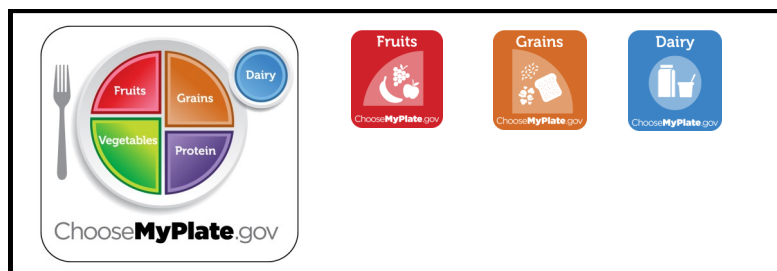 Fruits
Grains
Dairy
Vegetables
Protein
ChooseMyPlate.gov
Fruits
ChooseMyPlate.gov
Grains
ChooseMyPlate.gov
Dairy
ChooseMyPlate.gov